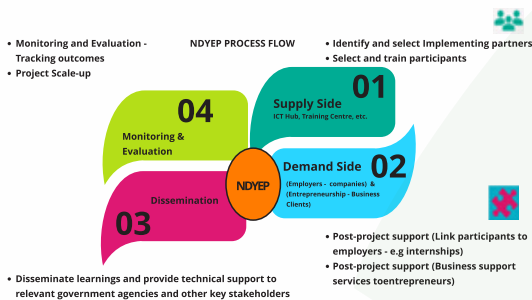 NDYEP PROCESS FLOW
• Monitoring and Evaluation -
Tracking outcomes
• Project Scale-up
• Identify and select Implementing partners
• Select and train participants
01
Supply Side
ICT Hub, Training Centre, etc.
04
Monitoring &
Evaluation
Demand Side 02
(Employers - companies) &
(Entrepreneurship - Business
Clients)
NDYEP
Dissemination
03
• Post-project support (Link participants to
employers - e.g internships)
• Post-project support (Business support
services toentrepreneurs)
• Disseminate learnings and provide technical support to
relevant government agencies and other key stakeholders